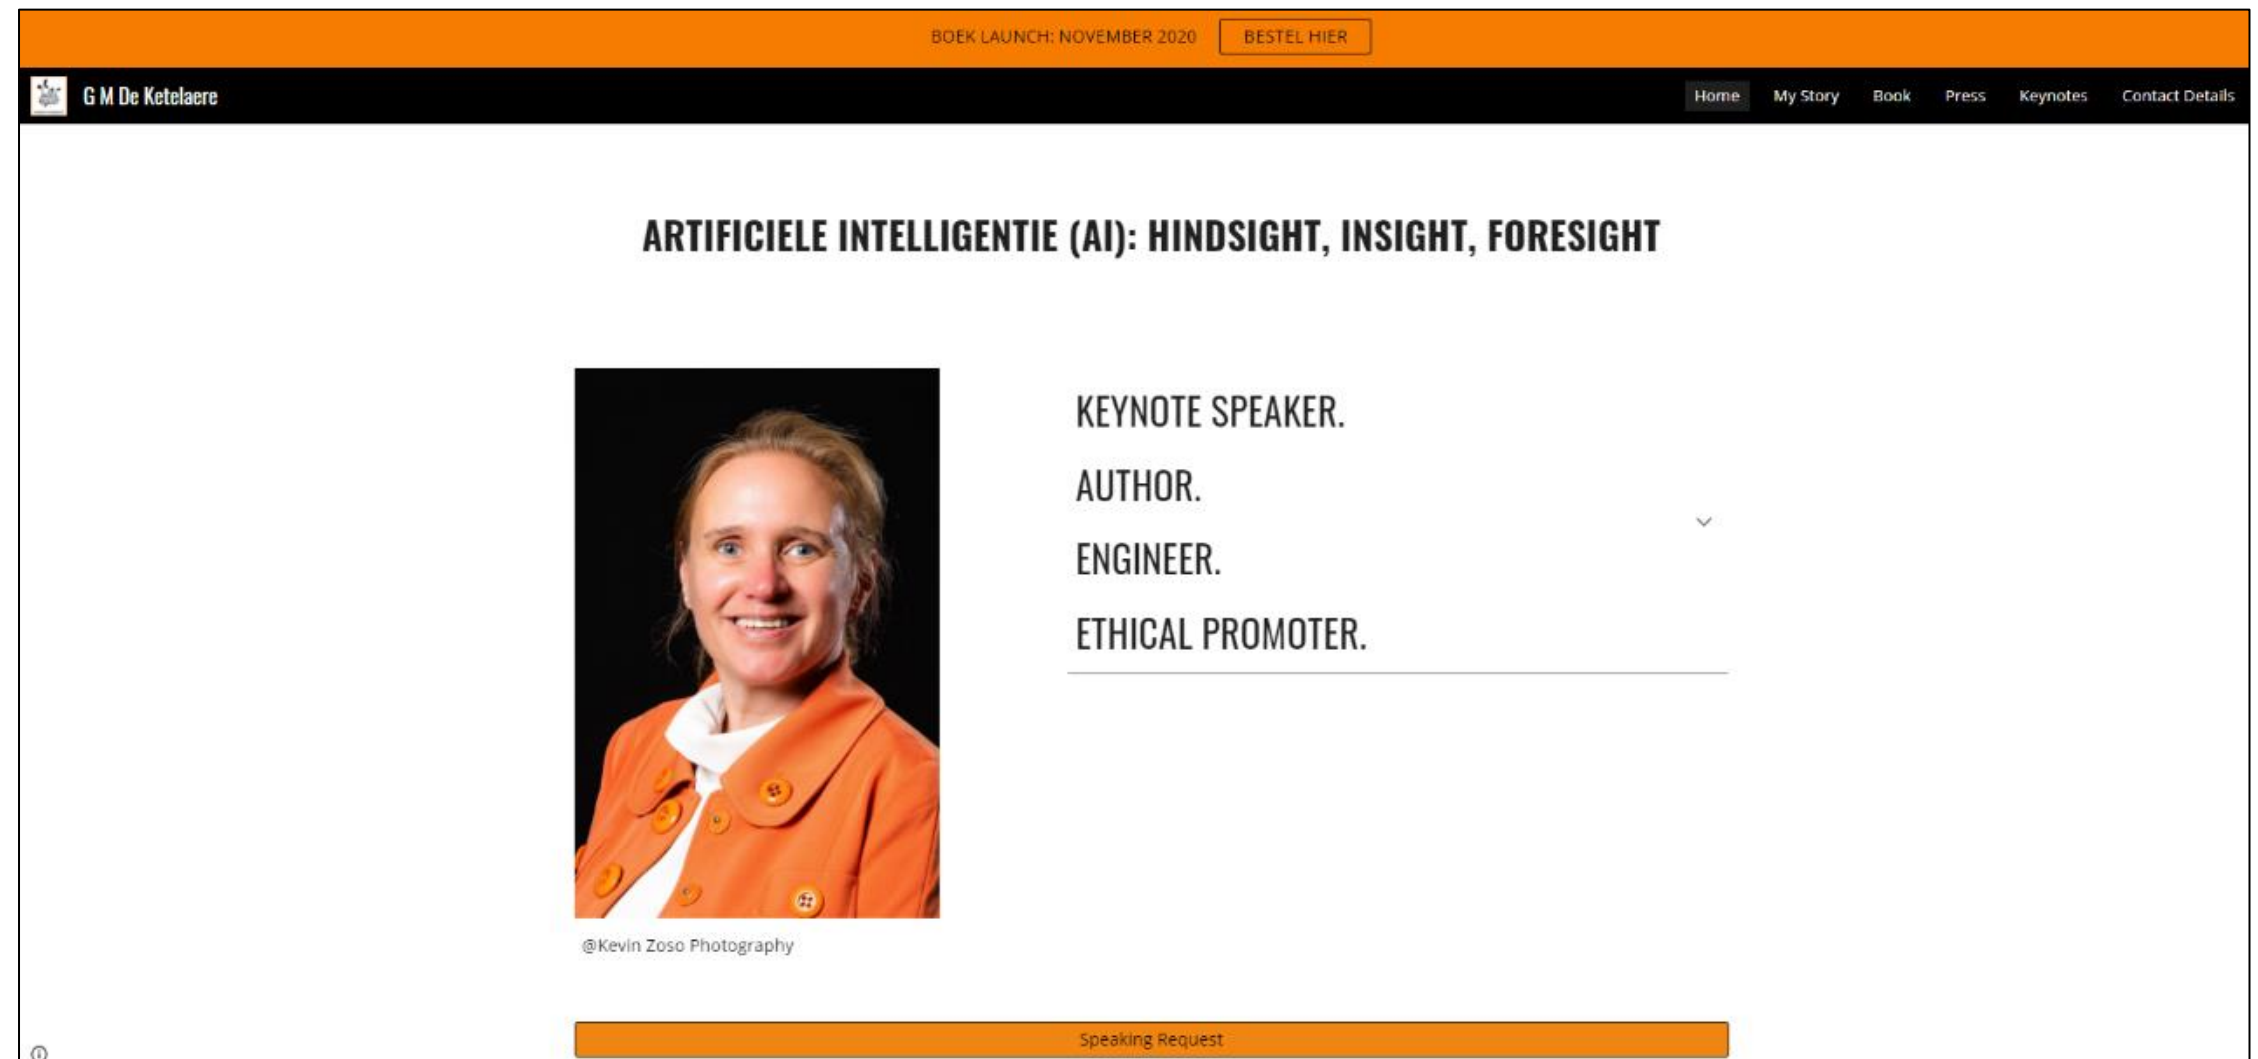 BOEK LAUNCH: NOVEMBER 2020 BESTEL HIER
G M De Ketelaere Home My Story Book Press Keynotes Contact Details
ARTIFICIELE INTELLIGENTIE (AI): HINDSIGHT, INSIGHT, FORESIGHT
KEYNOTE SPEAKER.
AUTHOR.
ENGINEER.
ETHICAL PROMOTER.
@Kevin Zoso Photography
Speaking Request